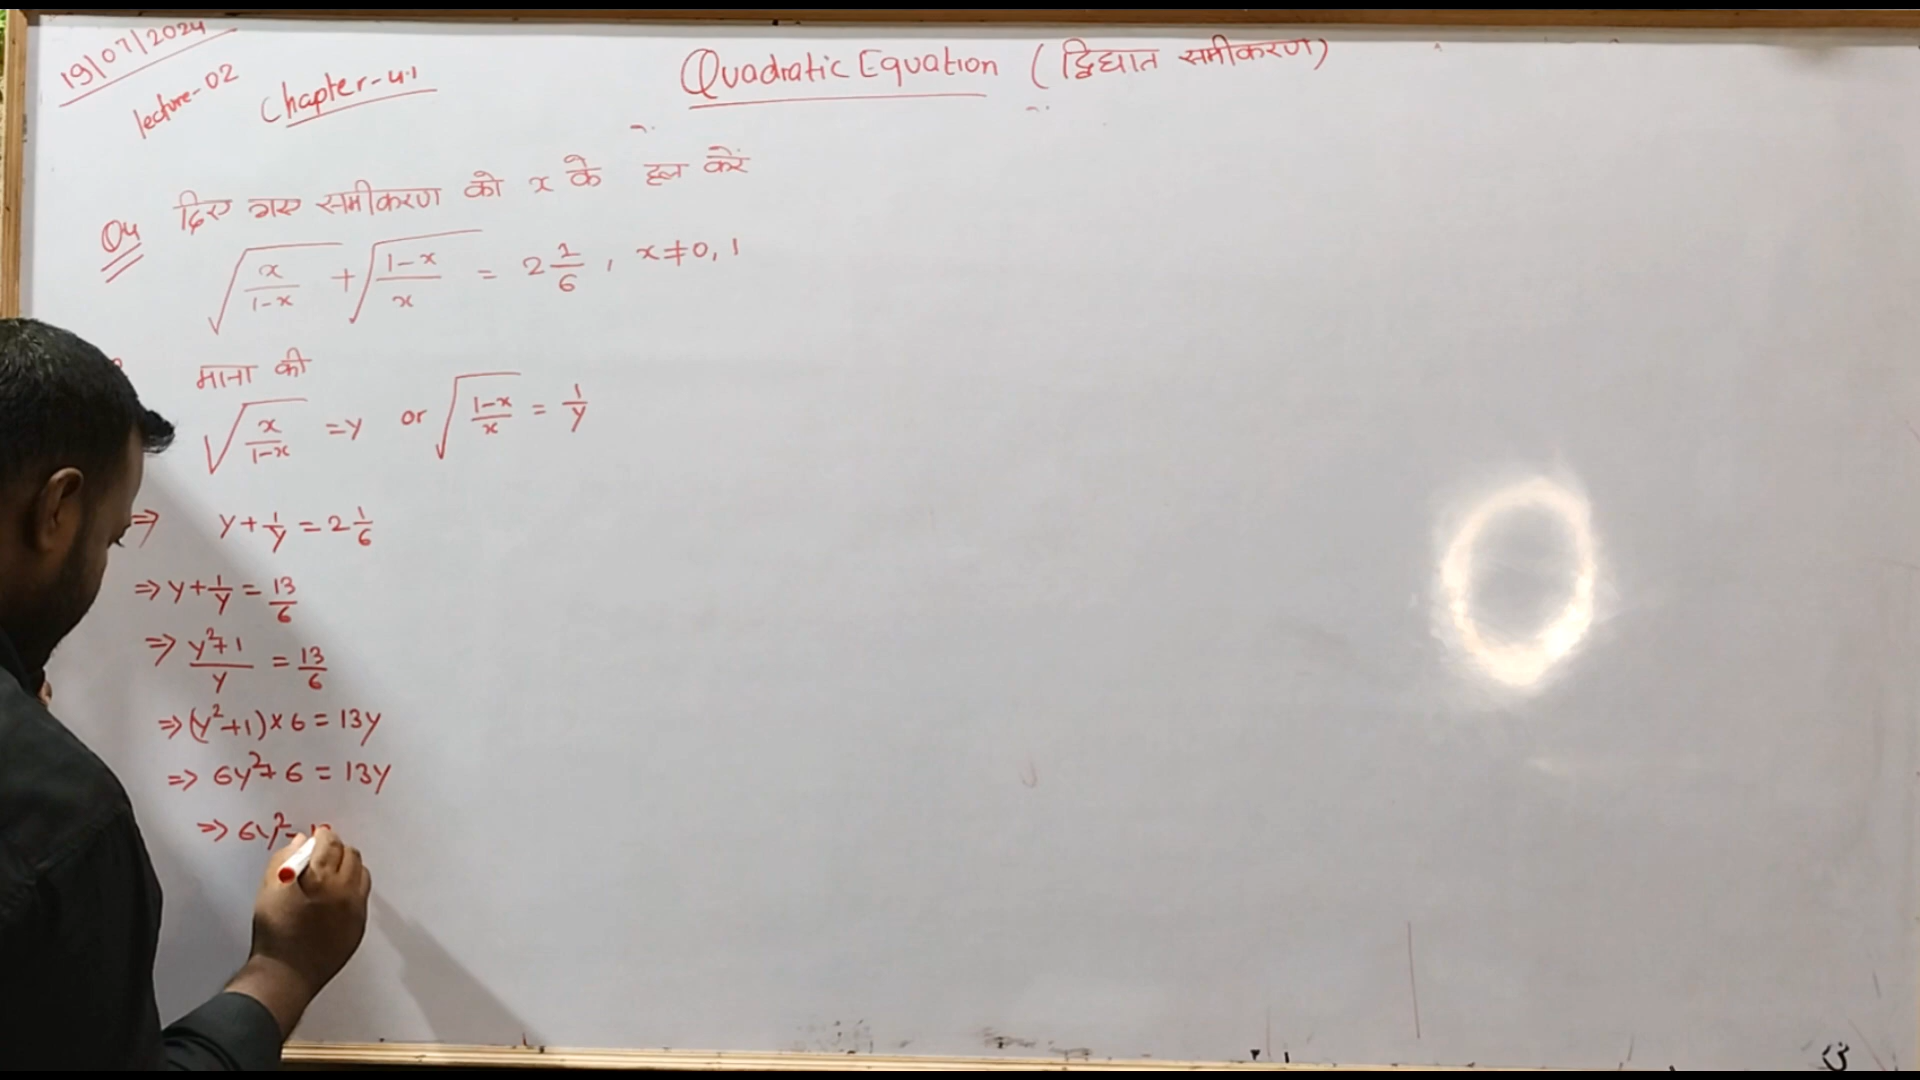 19/07/2024
lecture-02
Chapter-4.1
Quadratic Equation (द्विघात समीकरण)
Q4 दिए गए समीकरण को x के हल करें
√(x/(1-x)) + √((1-x)/x) = 2 1/6 , x≠0, 1
माना की
√(x/(1-x)) = y or √((1-x)/x) = 1/y
⇒ y + 1/y = 2 1/6
⇒ y + 1/y = 13/6
⇒ (y²+1)/y = 13/6
⇒ (y²+1)×6 = 13y
⇒ 6y²+6 = 13y
⇒ 6y²-